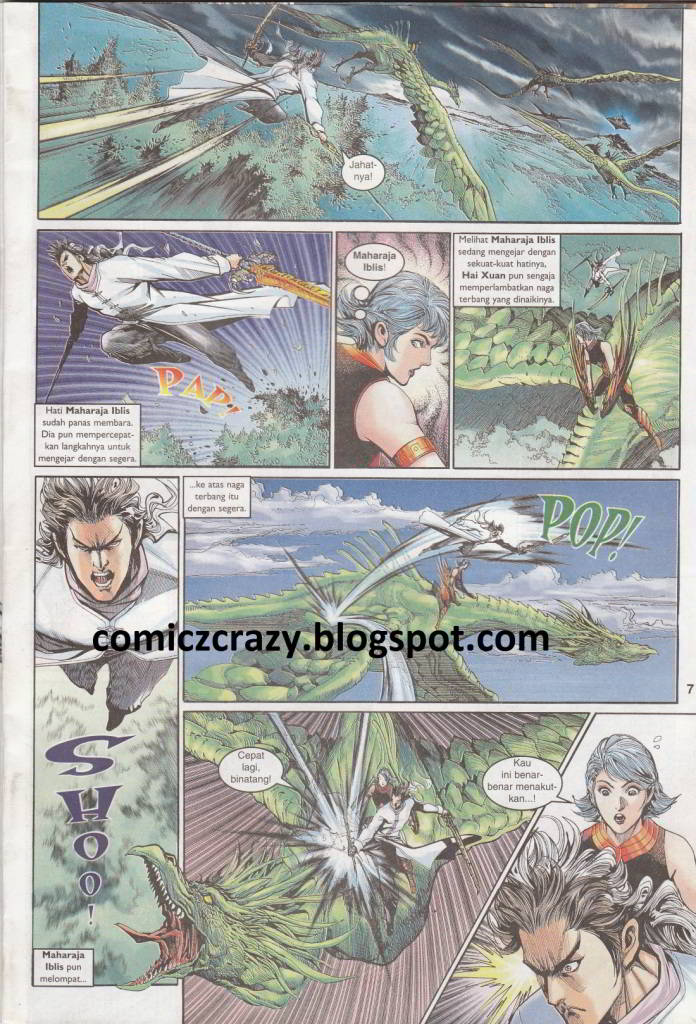 Jahat-
nya!
Hati Maharaja Iblis
sudah panas membara.
Dia pun mempercepat-
kan langkahnya untuk
mengejar dengan segera.
PAP!
Maharaja
Iblis!
Melihat Maharaja Iblis
sedang mengejar dengan
sekuat-kuat hatinya,
Hai Xuan pun sengaja
memperlambatkan naga
terbang yang dinaikinya.
SHOO!
Maharaja
Iblis pun
melompat...
...ke atas naga
terbang itu
dengan segera.
POP!
comiczcrazy.blogspot.com
7
Cepat
lagi,
binatang!
Kau
ini benar-
benar menakut-
kan...!